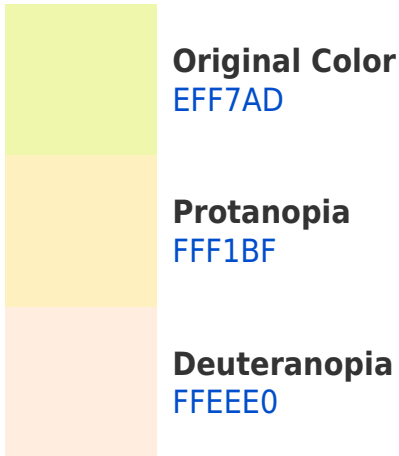 Original Color
EFF7AD
Protanopia
FFF1BF
Deuteranopia
FFEEE0